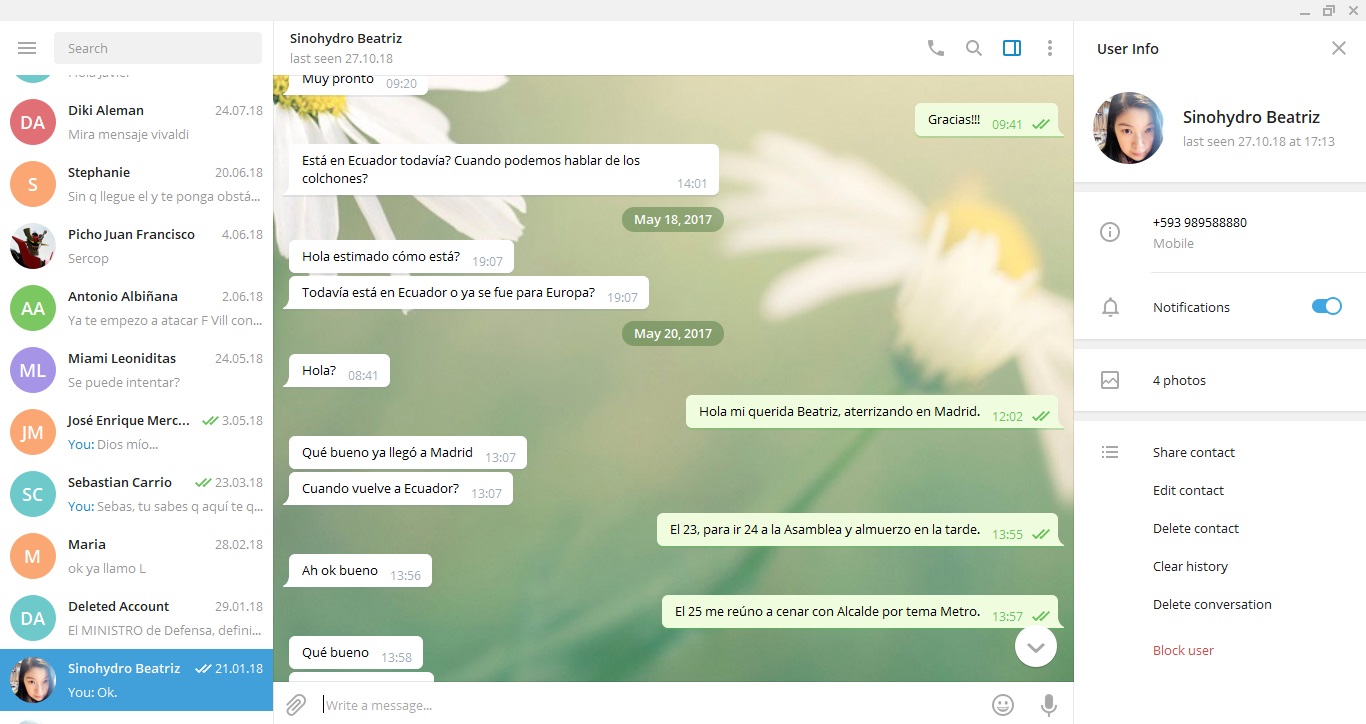 Search
Hola Javier
DA
Diki Aleman
24.07.18
Mira mensaje vivaldi
S
Stephanie
20.06.18
Sin q llegue el y te ponga obstá...
Picho Juan Francisco
4.06.18
Sercop
AA
Antonio Albiñana
2.06.18
Ya te empezo a atacar F Vill con...
ML
Miami Leoniditas
24.05.18
Se puede intentar?
JM
José Enrique Merc...
3.05.18
You: Dios mío...
SC
Sebastian Carrio
23.03.18
You: Sebas, tu sabes q aquí te q...
M
Maria
28.02.18
ok ya llamo L
DA
Deleted Account
29.01.18
El MINISTRO de Defensa, defini...
Sinohydro Beatriz
21.01.18
You: Ok.
Sinohydro Beatriz
last seen 27.10.18
Muy pronto 09:20
Gracias!!! 09:41
Está en Ecuador todavía? Cuando podemos hablar de los
colchones? 14:01
May 18, 2017
Hola estimado cómo está? 19:07
Todavía está en Ecuador o ya se fue para Europa? 19:07
May 20, 2017
Hola? 08:41
Hola mi querida Beatriz, aterrizando en Madrid. 12:02
Qué bueno ya llegó a Madrid 13:07
Cuando vuelve a Ecuador? 13:07
El 23, para ir 24 a la Asamblea y almuerzo en la tarde. 13:55
Ah ok bueno 13:56
El 25 me reúno a cenar con Alcalde por tema Metro. 13:57
Qué bueno 13:58
Write a message...
User Info
Sinohydro Beatriz
last seen 27.10.18 at 17:13
+593 989588880
Mobile
Notifications
4 photos
Share contact
Edit contact
Delete contact
Clear history
Delete conversation
Block user